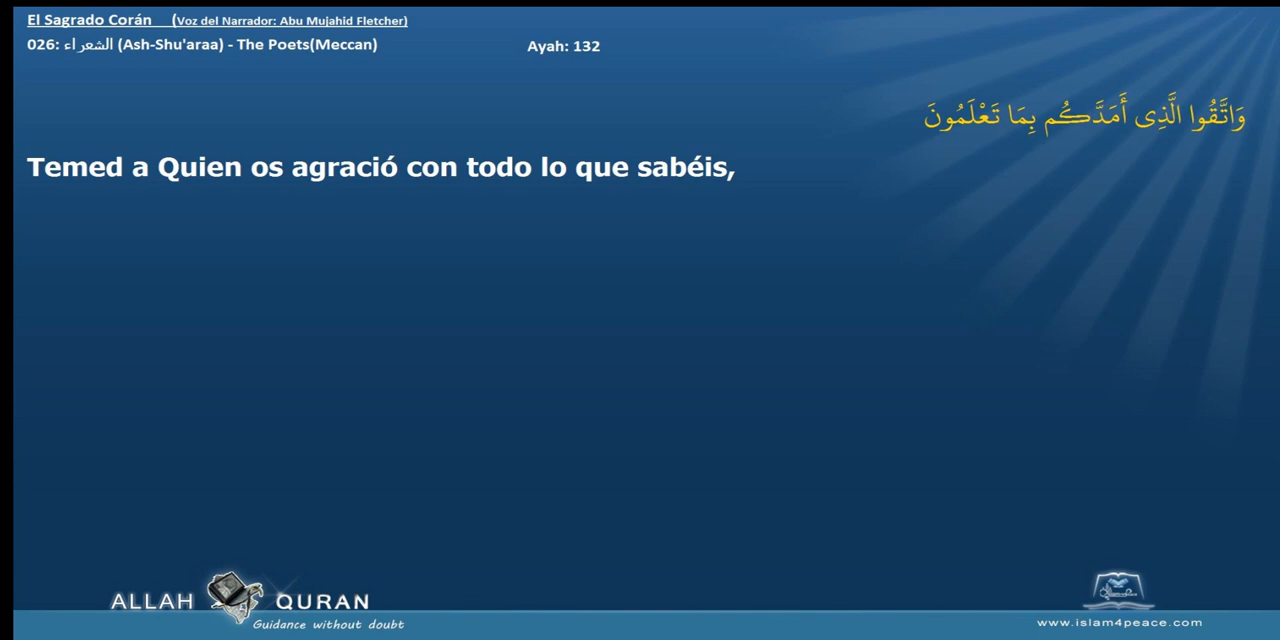 El Sagrado Corán (Voz del Narrador: Abu Mujahid Fletcher)
026: الشعراء (Ash-Shu'araa) - The Poets(Meccan) Ayah: 132
وَاتَّقُوا الَّذِى أَمَدَّكُم بِمَا تَعْلَمُونَ
Temed a Quien os agració con todo lo que sabéis,
ALLAH QURAN
Guidance without doubt
www.islam4peace.com